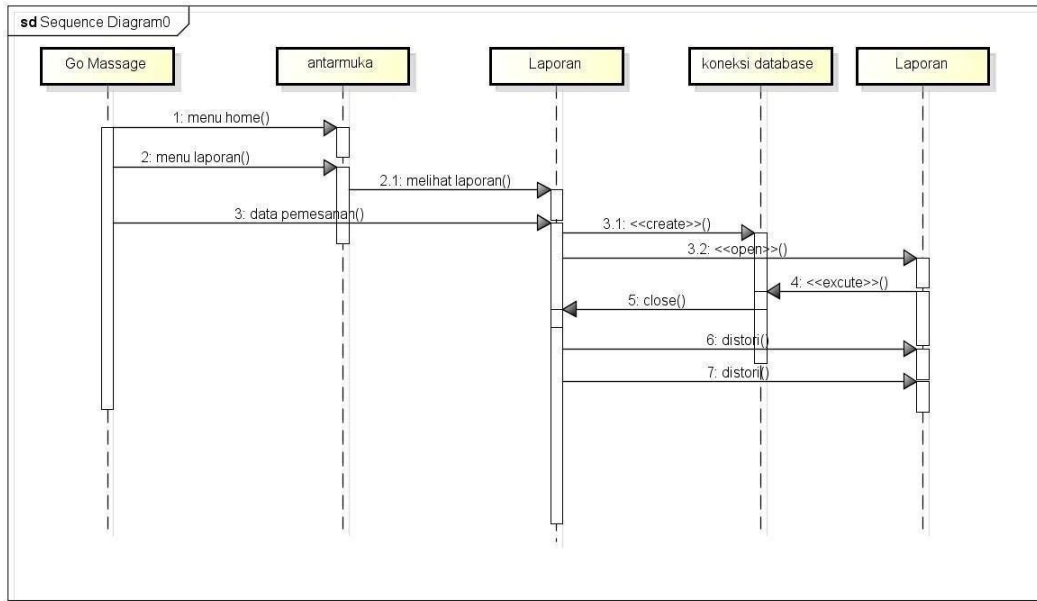 sd Sequence Diagram0
Go Massage
antarmuka
Laporan
koneksi database
Laporan
1: menu home()
2: menu laporan()
2.1: melihat laporan()
3: data pemesanan()
3.1: <<create>>()
3.2: <<open>>()
4: <<excute>>()
5: close()
6: distori()
7: distori()